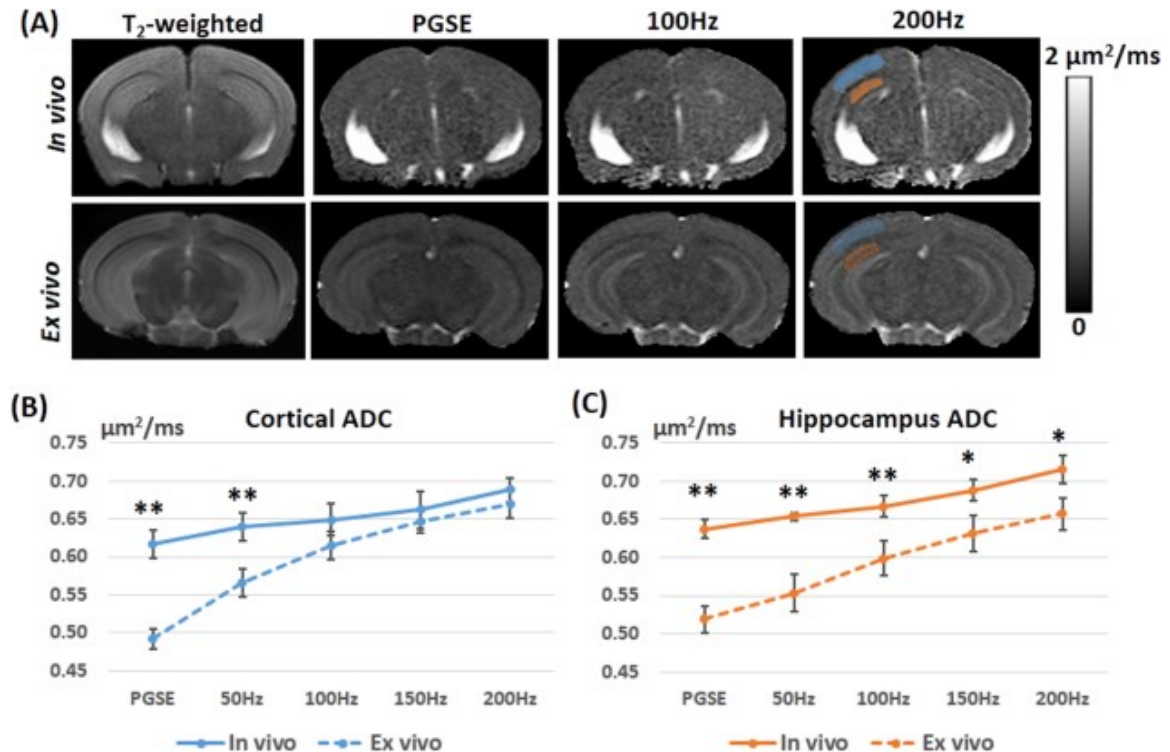 (A) T₂-weighted PGSE 100Hz 200Hz
In vivo
2 μm²/ms
Ex vivo
0
(B) Cortical ADC
μm²/ms
0.75
0.70
0.65
0.60
0.55
0.50
0.45
** **
PGSE 50Hz 100Hz 150Hz 200Hz
In vivo Ex vivo
(C) Hippocampus ADC
μm²/ms
0.75
0.70
0.65
0.60
0.55
0.50
0.45
** ** ** * *
PGSE 50Hz 100Hz 150Hz 200Hz
In vivo Ex vivo